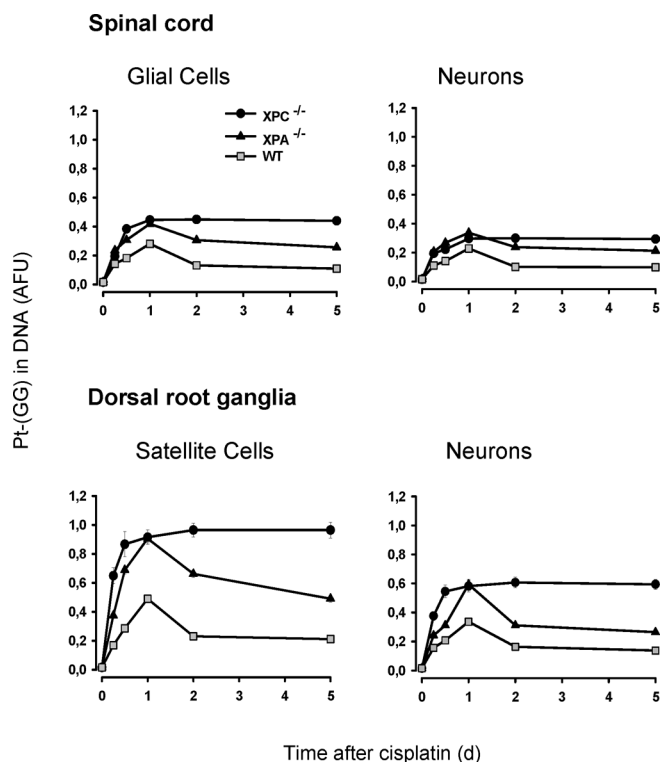 Spinal cord
Glial Cells
Neurons
1,2
1,0
0,8
0,6
0,4
0,2
0,0
0 1 2 3 4 5
XPC -/-
XPA -/-
WT
1,2
1,0
0,8
0,6
0,4
0,2
0,0
0 1 2 3 4 5
Pt-(GG) in DNA (AFU)
Dorsal root ganglia
Satellite Cells
Neurons
1,2
1,0
0,8
0,6
0,4
0,2
0,0
0 1 2 3 4 5
1,2
1,0
0,8
0,6
0,4
0,2
0,0
0 1 2 3 4 5
Time after cisplatin (d)